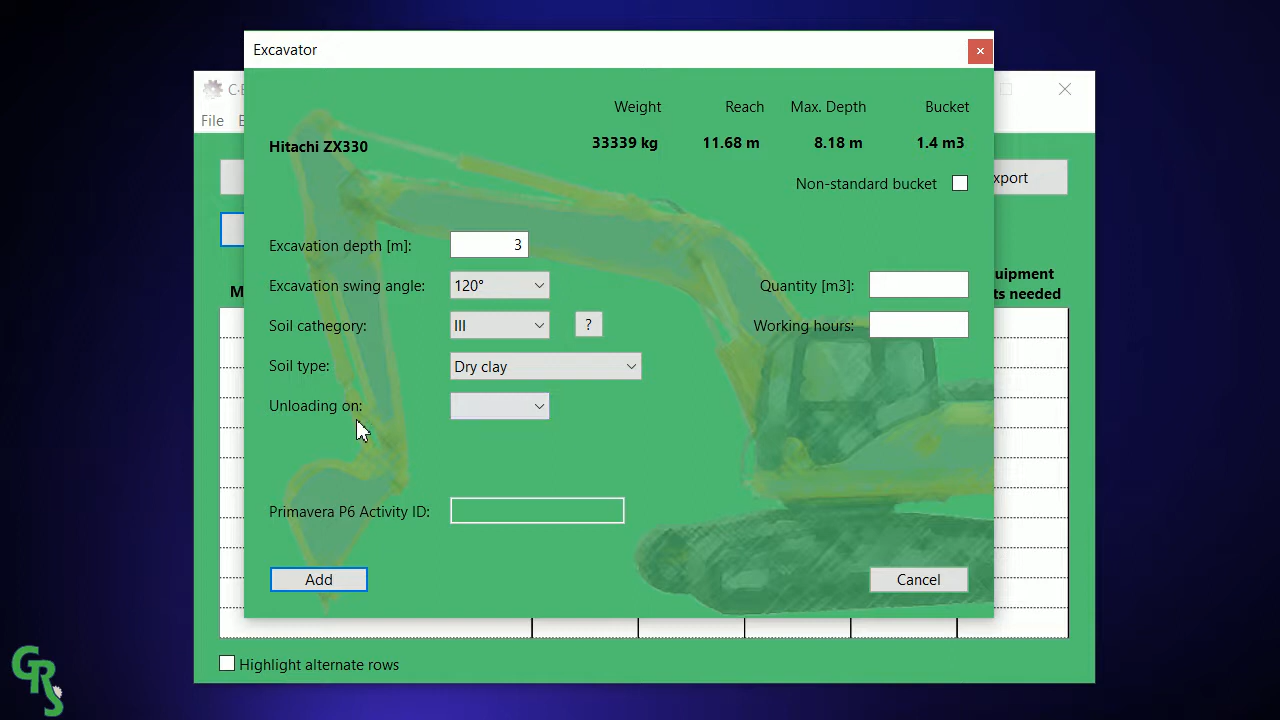 Excavator
×
C-E
File
E
Weight Reach Max. Depth Bucket
Hitachi ZX330 33339 kg 11.68 m 8.18 m 1.4 m3
Non-standard bucket
xport
Excavation depth [m]: 3
Excavation swing angle: 120° Quantity [m3]:
Soil cathegory: III ? Working hours:
Soil type: Dry clay
Unloading on:
Primavera P6 Activity ID:
Add Cancel
M
uipment
ts needed
Highlight alternate rows
GRS